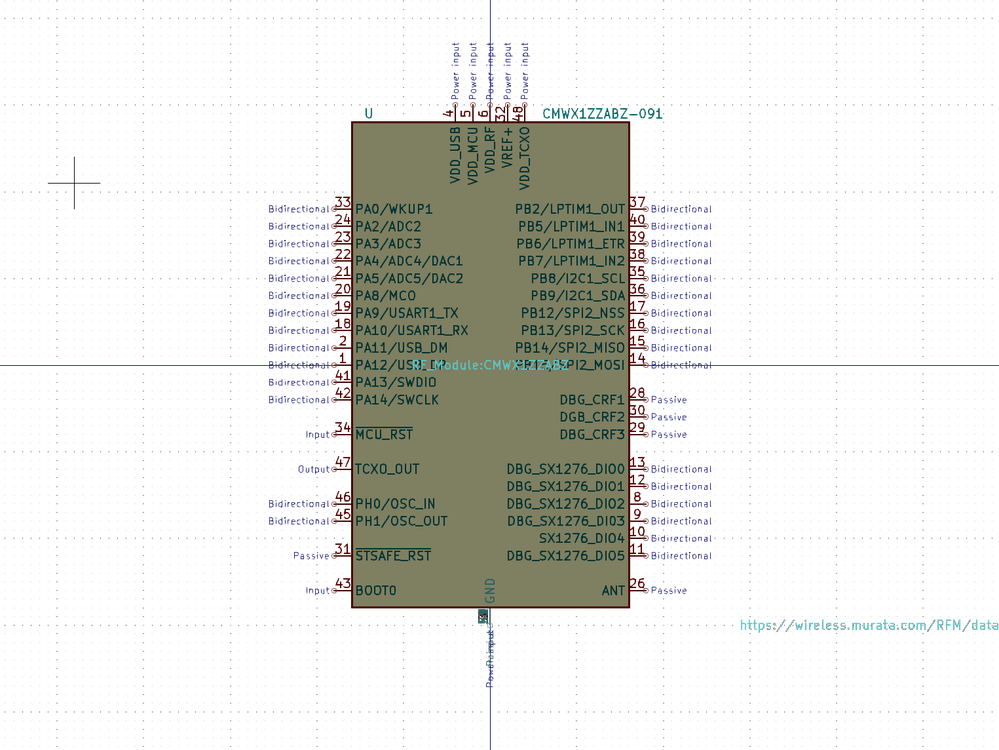 Power input
Power input
Power input
Power input
Power input
4
5
6
32
48
U
CMWX1ZZABZ-091
VDD_USB
VDD_MCU
VDD_RF
VREF+
VDD_TCXO
Bidirectional 33 PA0/WKUP1 PB2/LPTIM1_OUT 37 Bidirectional
Bidirectional 24 PA2/ADC2 PB5/LPTIM1_IN1 40 Bidirectional
Bidirectional 23 PA3/ADC3 PB6/LPTIM1_ETR 39 Bidirectional
Bidirectional 22 PA4/ADC4/DAC1 PB7/LPTIM1_IN2 38 Bidirectional
Bidirectional 21 PA5/ADC5/DAC2 PB8/I2C1_SCL 35 Bidirectional
Bidirectional 20 PA8/MCO PB9/I2C1_SDA 36 Bidirectional
Bidirectional 19 PA9/USART1_TX PB12/SPI2_NSS 17 Bidirectional
Bidirectional 18 PA10/USART1_RX PB13/SPI2_SCK 16 Bidirectional
Bidirectional 2 PA11/USB_DM PB14/SPI2_MISO 15 Bidirectional
Bidirectional 1 RF_Module:CMWX1ZZABZ 14 Bidirectional
Bidirectional 41 PA13/SWDIO
Bidirectional 42 PA14/SWCLK DBG_CRF1 28 Passive
DGB_CRF2 30 Passive
Input 34 MCU_RST DBG_CRF3 29 Passive
Output 47 TCXO_OUT DBG_SX1276_DIO0 13 Bidirectional
DBG_SX1276_DIO1 12 Bidirectional
Bidirectional 46 PH0/OSC_IN DBG_SX1276_DIO2 8 Bidirectional
Bidirectional 45 PH1/OSC_OUT DBG_SX1276_DIO3 9 Bidirectional
SX1276_DIO4 10 Bidirectional
Passive 31 STSAFE_RST DBG_SX1276_DIO5 11 Bidirectional
Input 43 BOOT0 ANT 26 Passive
GND
https://wireless.murata.com/RFM/data